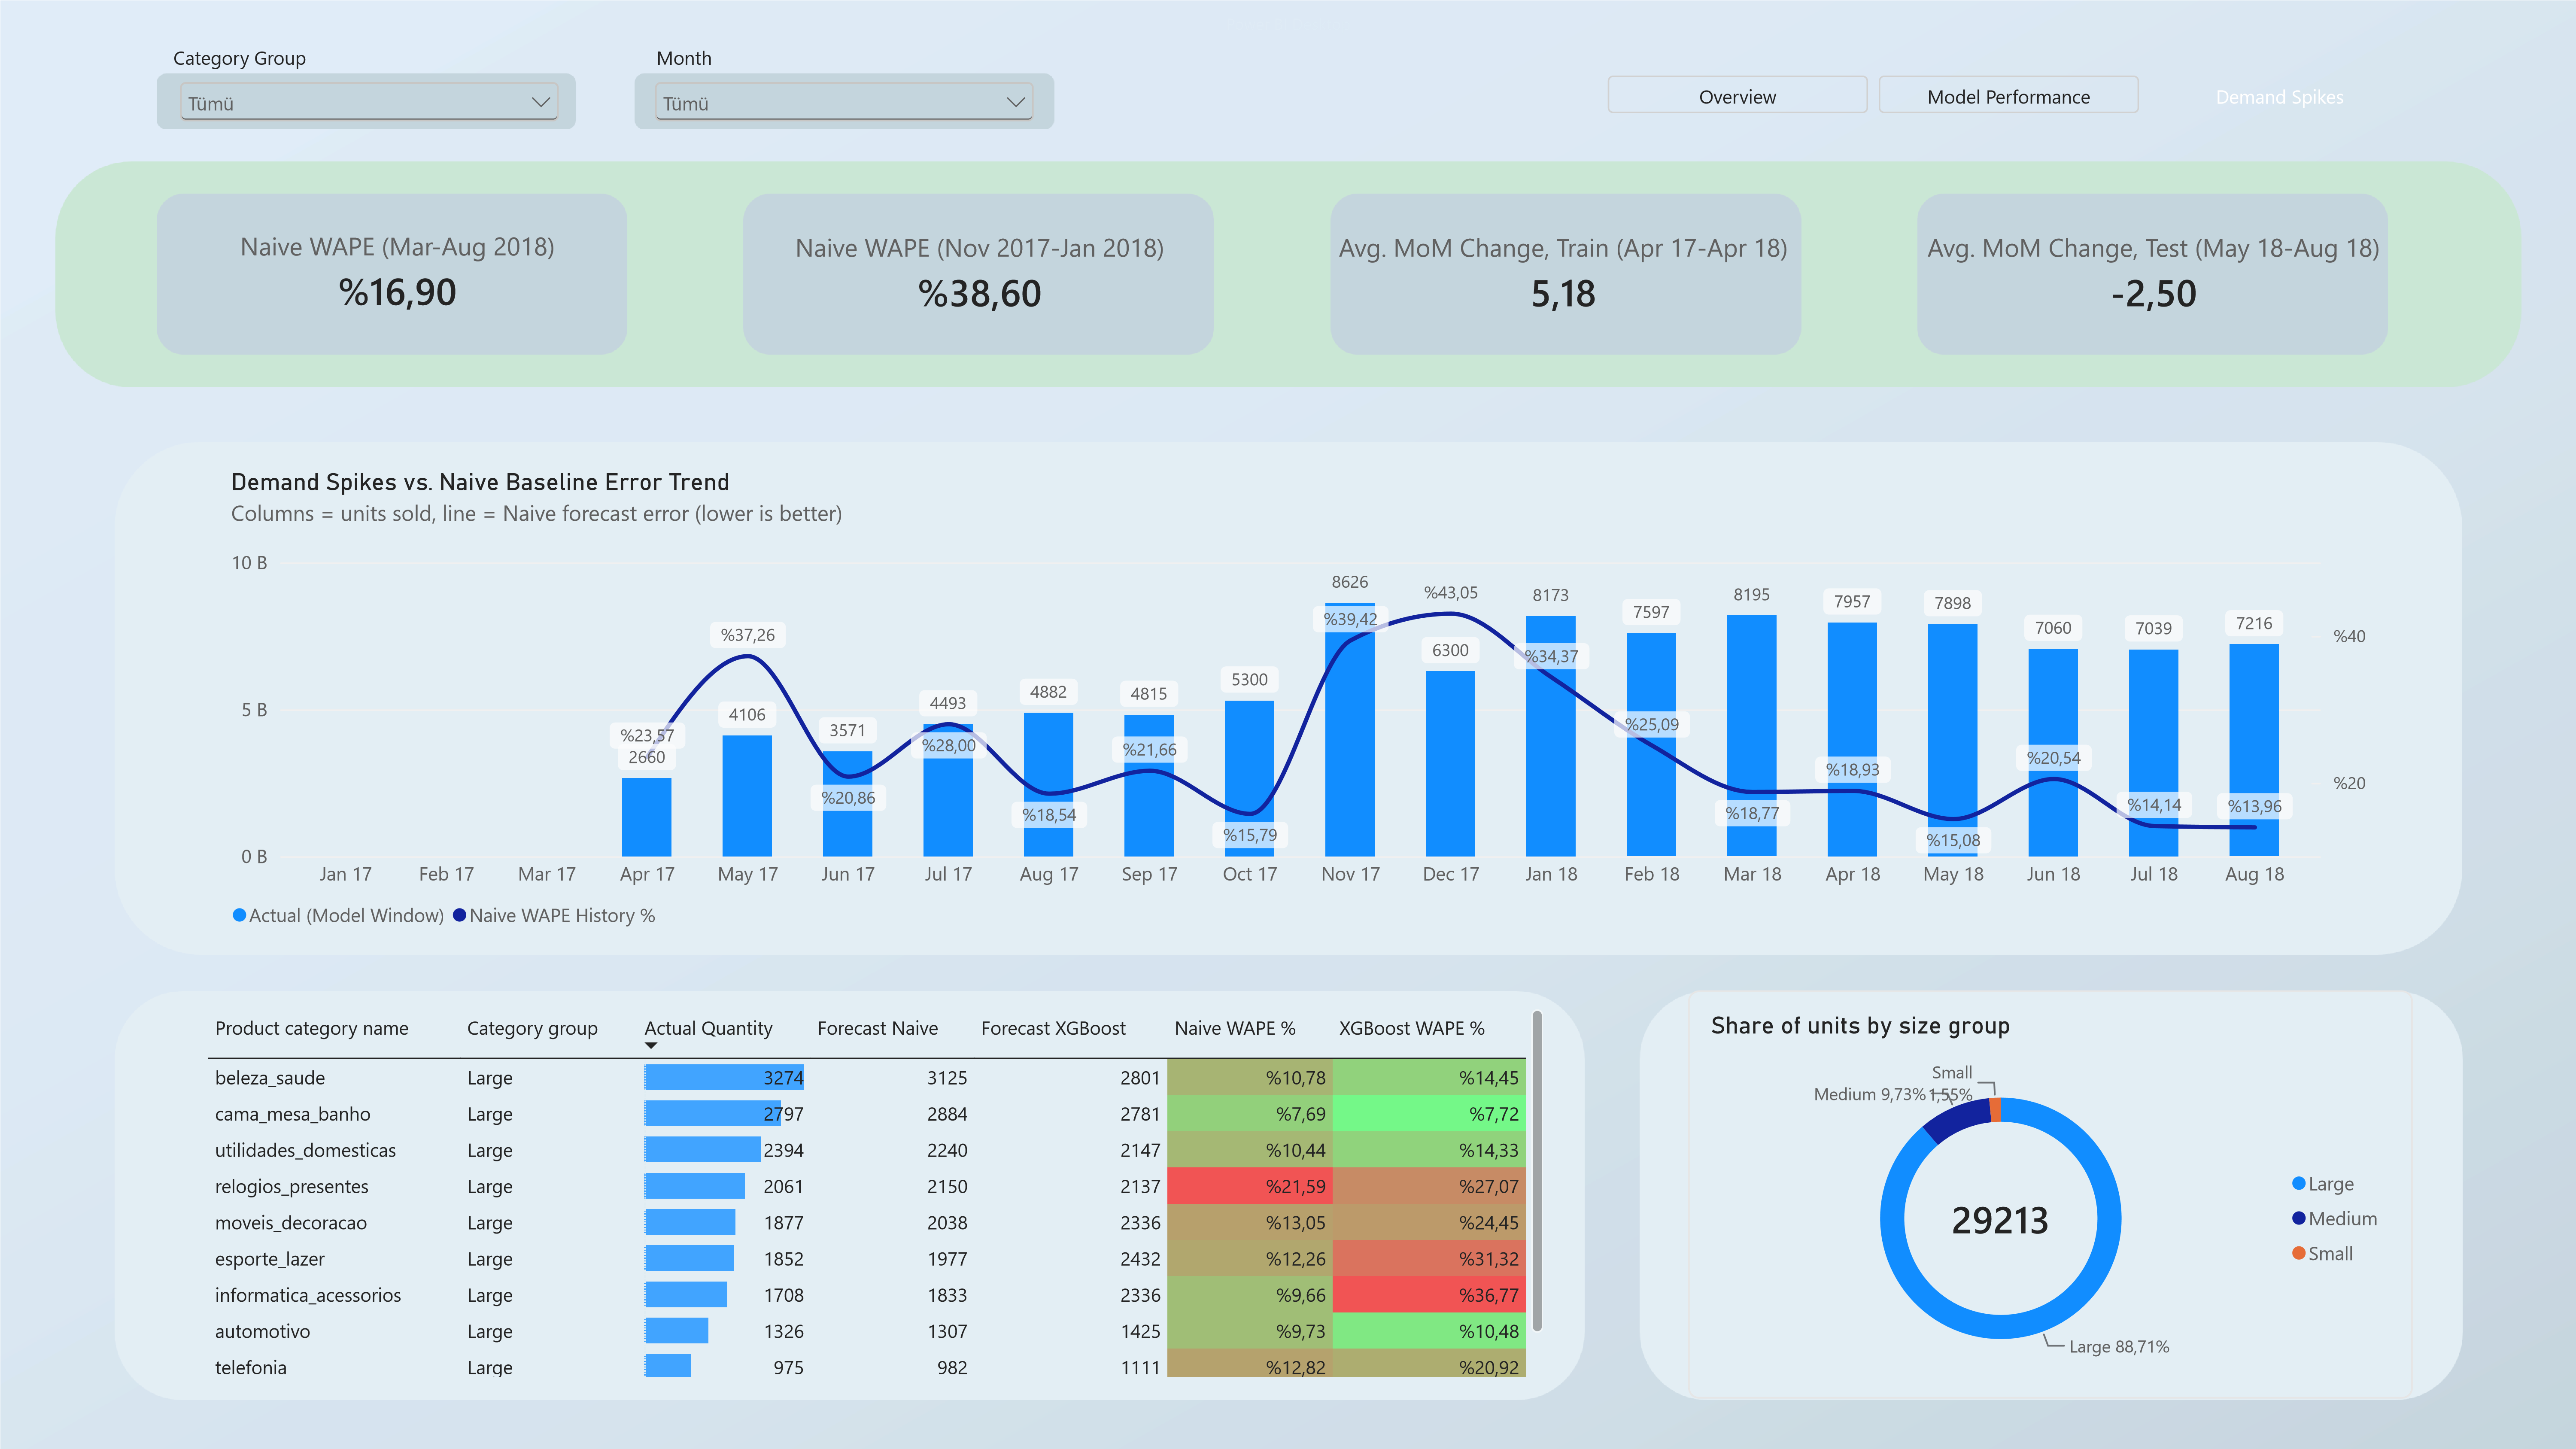 Category Group
Month
Tümü
Tümü
Overview
Model Performance
Demand Spikes
Naive WAPE (Mar-Aug 2018)
%16,90
Naive WAPE (Nov 2017-Jan 2018)
%38,60
Avg. MoM Change, Train (Apr 17-Apr 18)
5,18
Avg. MoM Change, Test (May 18-Aug 18)
-2,50
Demand Spikes vs. Naive Baseline Error Trend
Columns = units sold, line = Naive forecast error (lower is better)
10 B
5 B
0 B
%40
%20
2660 4106 3571 4493 4882 4815 5300 8626 6300 8173 7597 8195 7957 7898 7060 7039 7216
%23,57 %37,26 %20,86 %28,00 %18,54 %21,66 %15,79 %39,42 %43,05 %34,37 %25,09 %18,77 %18,93 %15,08 %20,54 %14,14 %13,96
Jan 17 Feb 17 Mar 17 Apr 17 May 17 Jun 17 Jul 17 Aug 17 Sep 17 Oct 17 Nov 17 Dec 17 Jan 18 Feb 18 Mar 18 Apr 18 May 18 Jun 18 Jul 18 Aug 18
Actual (Model Window) Naive WAPE History %
Product category name Category group Actual Quantity Forecast Naive Forecast XGBoost Naive WAPE % XGBoost WAPE %
beleza_saude Large 3274 3125 2801 %10,78 %14,45
cama_mesa_banho Large 2797 2884 2781 %7,69 %7,72
utilidades_domesticas Large 2394 2240 2147 %10,44 %14,33
relogios_presentes Large 2061 2150 2137 %21,59 %27,07
moveis_decoracao Large 1877 2038 2336 %13,05 %24,45
esporte_lazer Large 1852 1977 2432 %12,26 %31,32
informatica_acessorios Large 1708 1833 2336 %9,66 %36,77
automotivo Large 1326 1307 1425 %9,73 %10,48
telefonia Large 975 982 1111 %12,82 %20,92
Share of units by size group
Small
1,55%
Medium 9,73%
29213
Large 88,71%
Large
Medium
Small